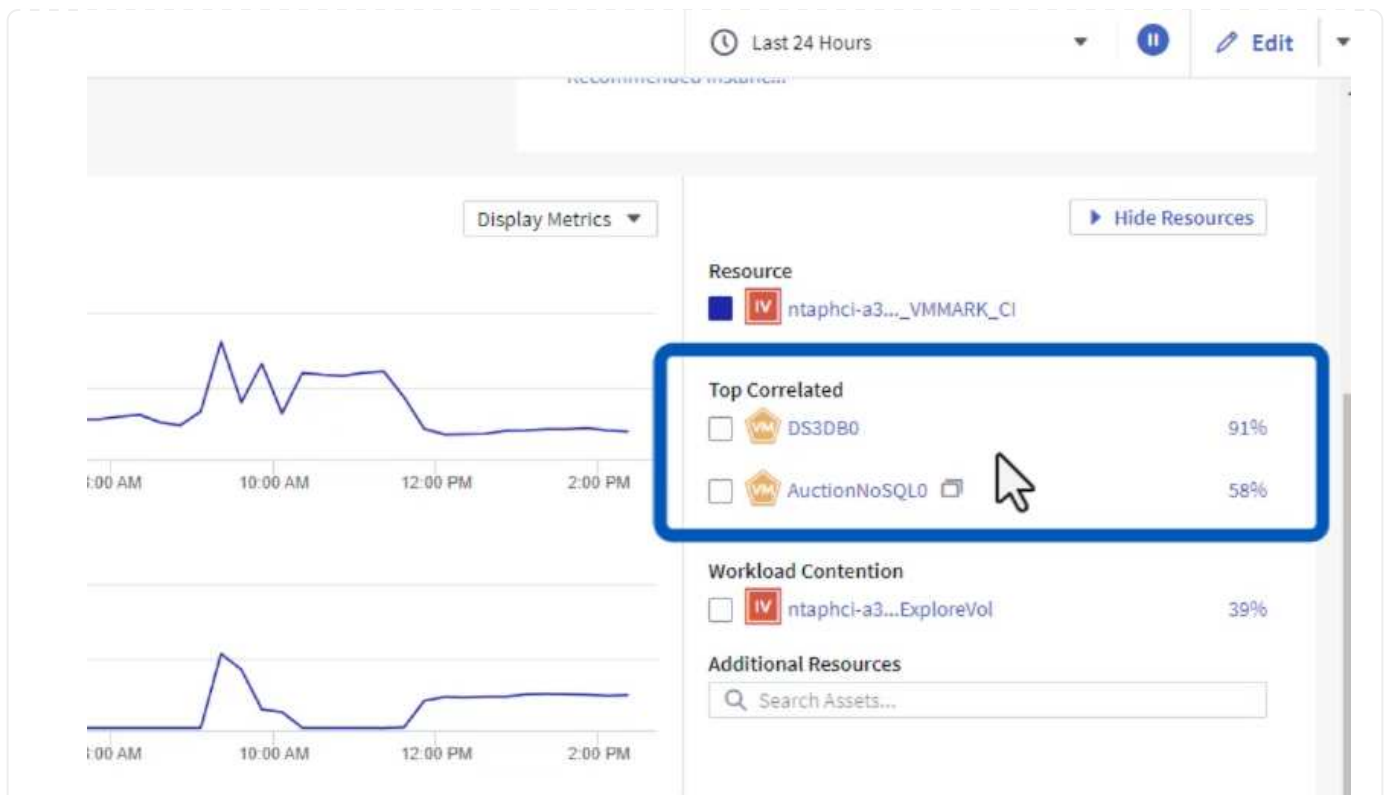 Last 24 Hours
Edit
Display Metrics
Hide Resources
Resource
IV ntaphci-a3..._VMMARK_CI
Top Correlated
VM DS3DB0 91%
VM AuctionNoSQL0 58%
10:00 AM 12:00 PM 2:00 PM
Workload Contention
IV ntaphci-a3...ExploreVol 39%
Additional Resources
Search Assets...
:00 AM 10:00 AM 12:00 PM 2:00 PM